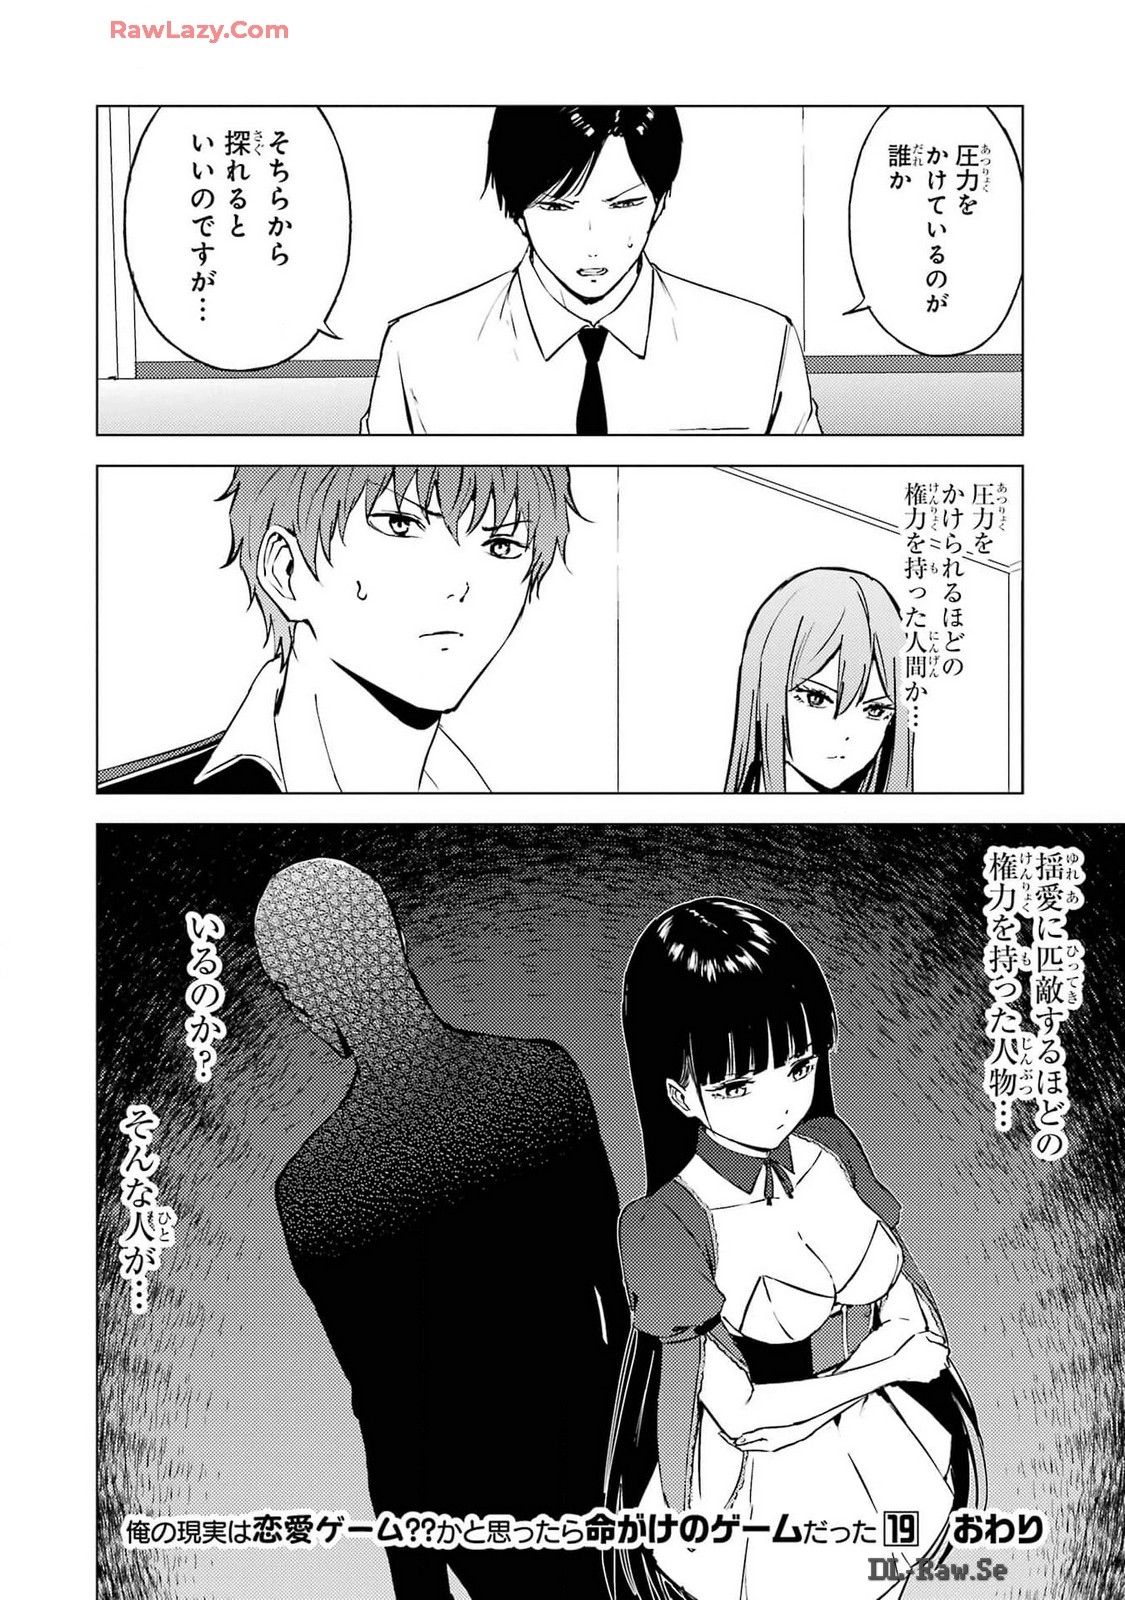 RawLazy.Com
圧力を
かけているのが
誰か
そちらから
探れると
いいのですが…
圧力を
かけられるほどの
権力を持った人間か…
揺愛に匹敵するほどの
権力を持った人物…
いるのか?
そんな人が…
俺の現実は恋愛ゲーム??かと思ったら命がけのゲームだった 19 おわり
DL-Raw.Se